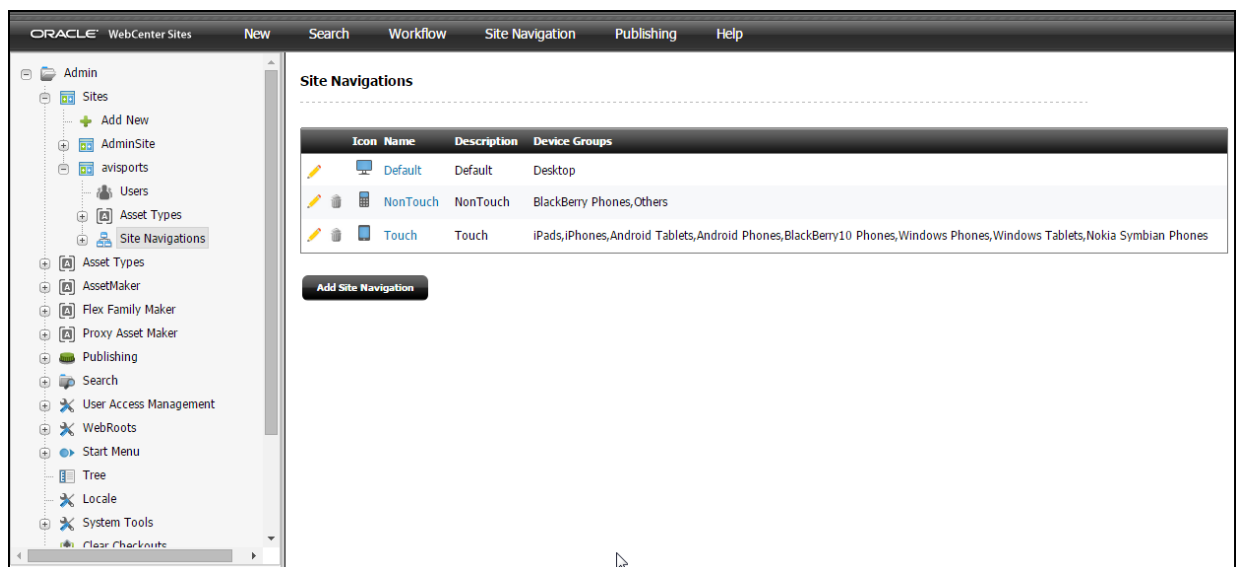 ORACLE WebCenter Sites New Search Workflow Site Navigation Publishing Help
Admin
Sites
Add New
AdminSite
avisports
Users
Asset Types
Site Navigations
Asset Types
AssetMaker
Flex Family Maker
Proxy Asset Maker
Publishing
Search
User Access Management
WebRoots
Start Menu
Tree
Locale
System Tools
Clear Checkouts
Site Navigations
Icon Name Description Device Groups
Default Default Desktop
NonTouch NonTouch BlackBerry Phones,Others
Touch Touch iPads,iPhones,Android Tablets,Android Phones,BlackBerry10 Phones,Windows Phones,Windows Tablets,Nokia Symbian Phones
Add Site Navigation